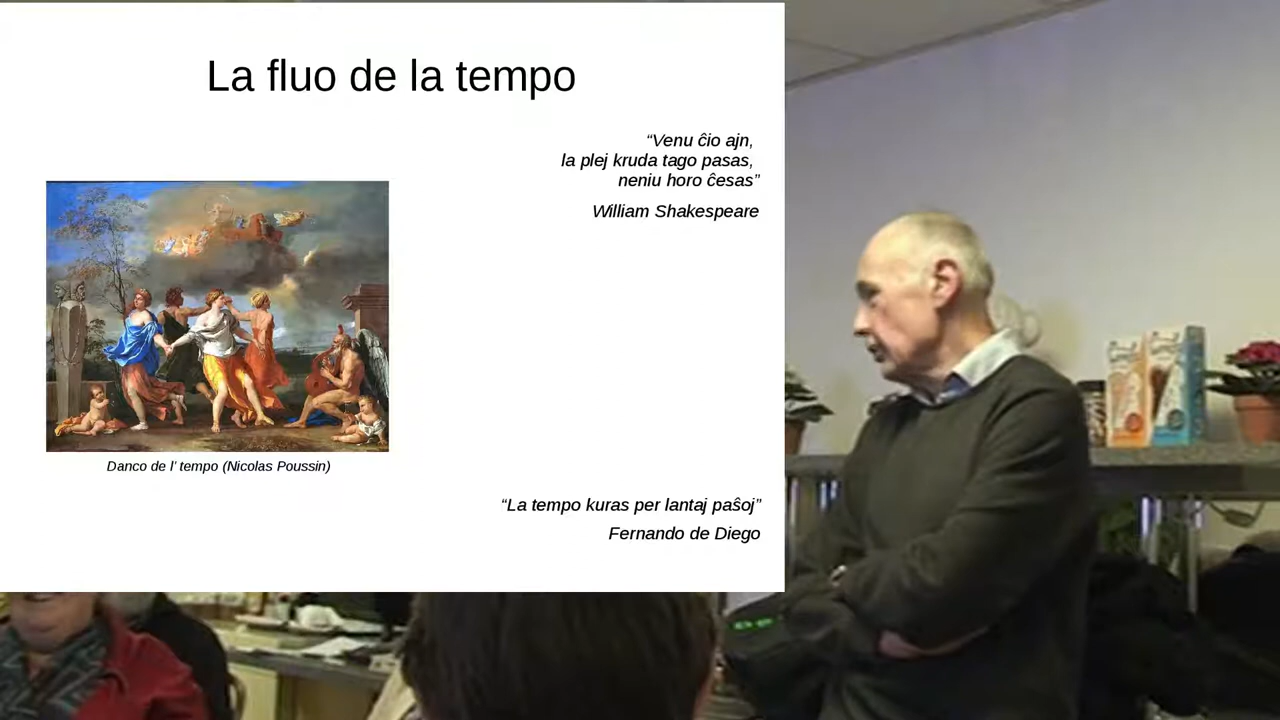 La fluo de la tempo
“Venu ĉio ajn,
la plej kruda tago pasas,
neniu horo ĉesas”
William Shakespeare
Danco de l’ tempo (Nicolas Poussin)
“La tempo kuras per lantaj paŝoj”
Fernando de Diego